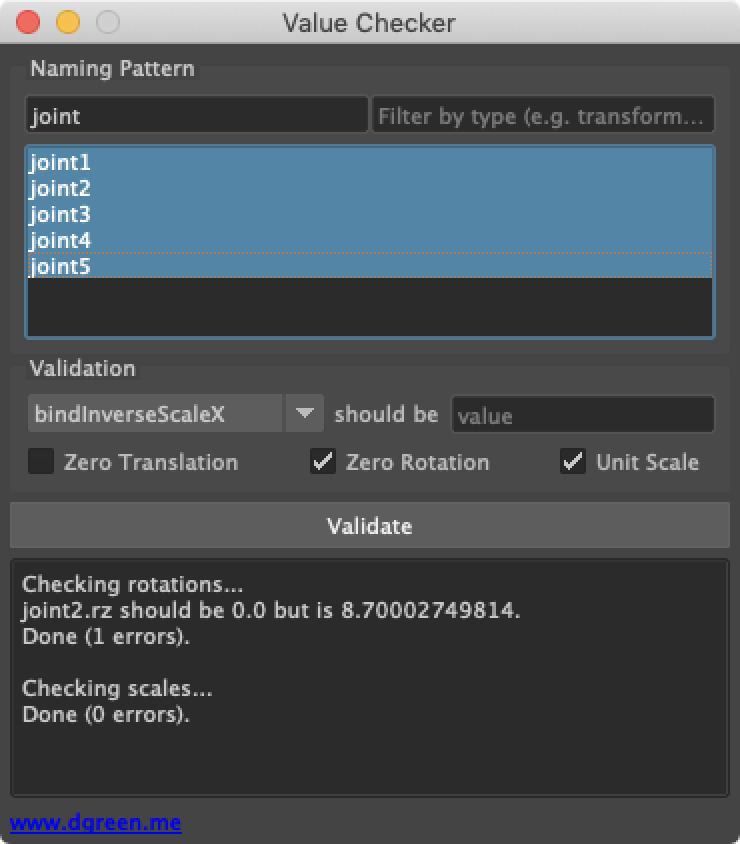 Value Checker
Naming Pattern
joint Filter by type (e.g. transform...
joint1
joint2
joint3
joint4
joint5
Validation
bindInverseScaleX should be value
Zero Translation Zero Rotation Unit Scale
Validate
Checking rotations...
joint2.rz should be 0.0 but is 8.70002749814.
Done (1 errors).
Checking scales...
Done (0 errors).
www.dgreen.me